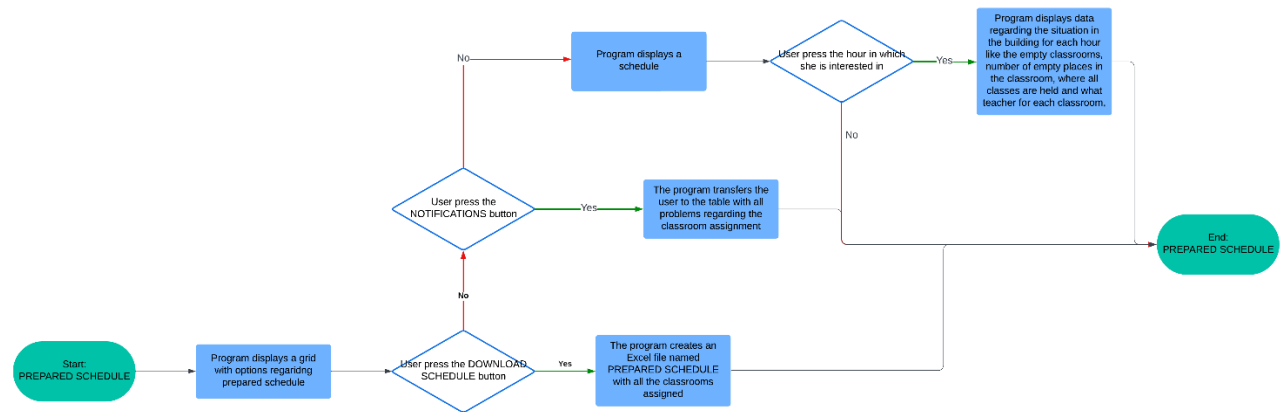 Program displays data
regarding the situation in
the building for each hour
like the empty classrooms,
number of empty places in
the classroom, where all
classes are held and what
teacher for each classroom.
No
Program displays a
schedule
User press the hour in which
she is interested in
Yes
No
User press the
NOTIFICATIONS button
Yes
The program transfers the
user to the table with all
problems regarding the
classroom assignment
End:
PREPARED SCHEDULE
No
Start:
PREPARED SCHEDULE
Program displays a grid
with options regaridng
prepared schedule
User press the DOWNLOAD
SCHEDULE button
Yes
The program creates an
Excel file named
PREPARED SCHEDULE
with all the classrooms
assigned